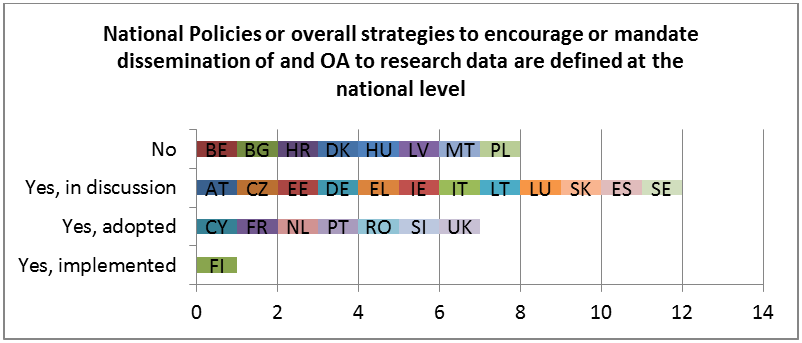 National Policies or overall strategies to encourage or mandate
dissemination of and OA to research data are defined at the
national level
No BE BG HR DK HU LV MT PL
Yes, in discussion AT CZ EE DE EL IE IT LT LU SK ES SE
Yes, adopted CY FR NL PT RO SI UK
Yes, implemented FI
0 2 4 6 8 10 12 14